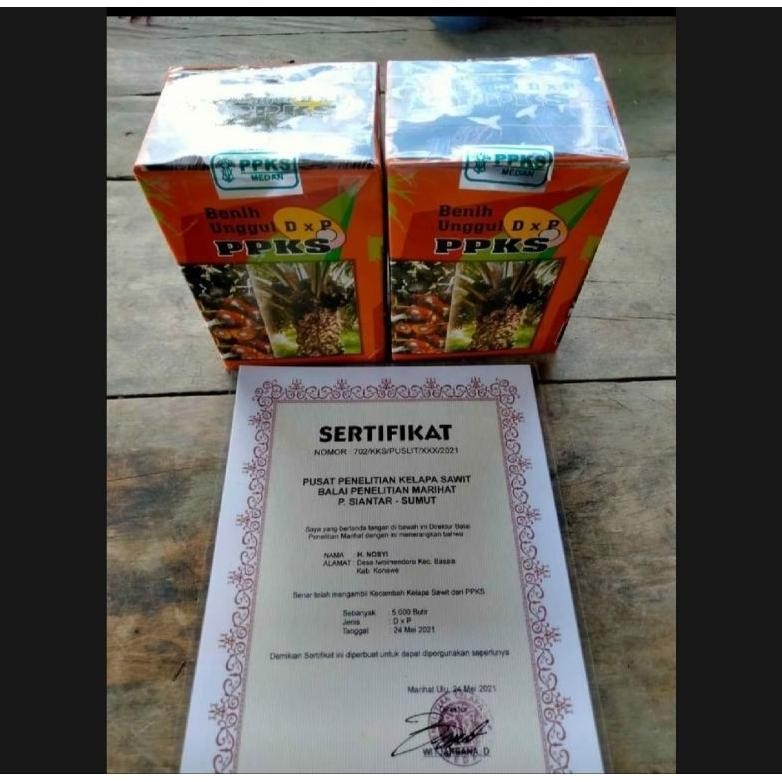 PPKS
PPKS
PPKS
MEDAN
Benih
Unggul D x P
PPKS
PPKS
MEDAN
Benih
Unggul D x P
PPKS
SERTIFIKAT
NOMOR : 702/KKS/PUSLIT/XXX/2021
PUSAT PENELITIAN KELAPA SAWIT
BALAI PENELITIAN MARIHAT
P. SIANTAR - SUMUT
Saya yang bertanda tangan di bawah ini Direktur Balai
Penelitian Marihat dengan ini menerangkan bahwa
NAMA : H. NOBYI
ALAMAT : Desa Kec.
Kab. Konawe
Benar telah mengambil Kecambah Kelapa Sawit dari PPKS
Sebanyak : 5.000 Butir
Jenis : D x P
Tanggal : 24 Mei 2021
Demikian Sertifikat ini diperbuat untuk dapat dipergunakan seperlunya
Marihat Ulu, 24 Mei 2021